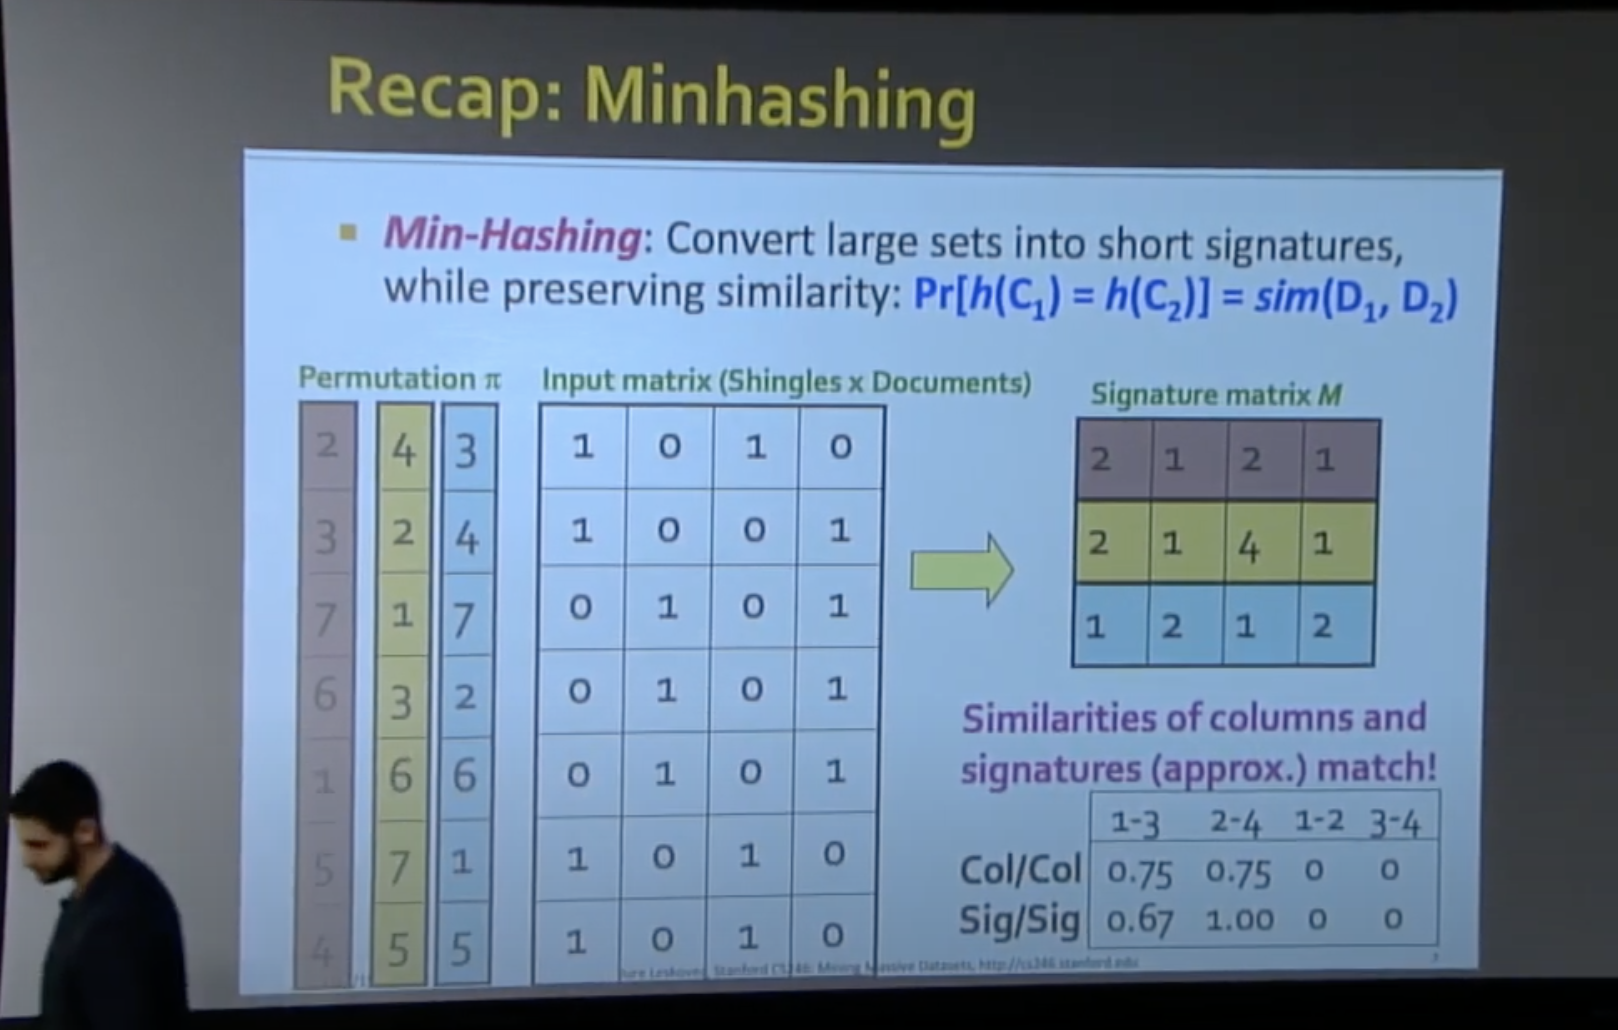 Recap: Minhashing
▪ Min-Hashing: Convert large sets into short signatures,
while preserving similarity: Pr[h(C₁) = h(C₂)] = sim(D₁, D₂)
Permutation π
2 4 3
3 2 4
7 1 7
6 3 2
1 6 6
5 7 1
4 5 5
Input matrix (Shingles x Documents)
1 0 1 0
1 0 0 1
0 1 0 1
0 1 0 1
0 1 0 1
1 0 1 0
1 0 1 0
Signature matrix M
2 1 2 1
2 1 4 1
1 2 1 2
Similarities of columns and
signatures (approx.) match!
1-3 2-4 1-2 3-4
Col/Col 0.75 0.75 0 0
Sig/Sig 0.67 1.00 0 0
Jure Leskovec, Stanford CS246: Mining Massive Datasets, http://cs246.stanford.edu